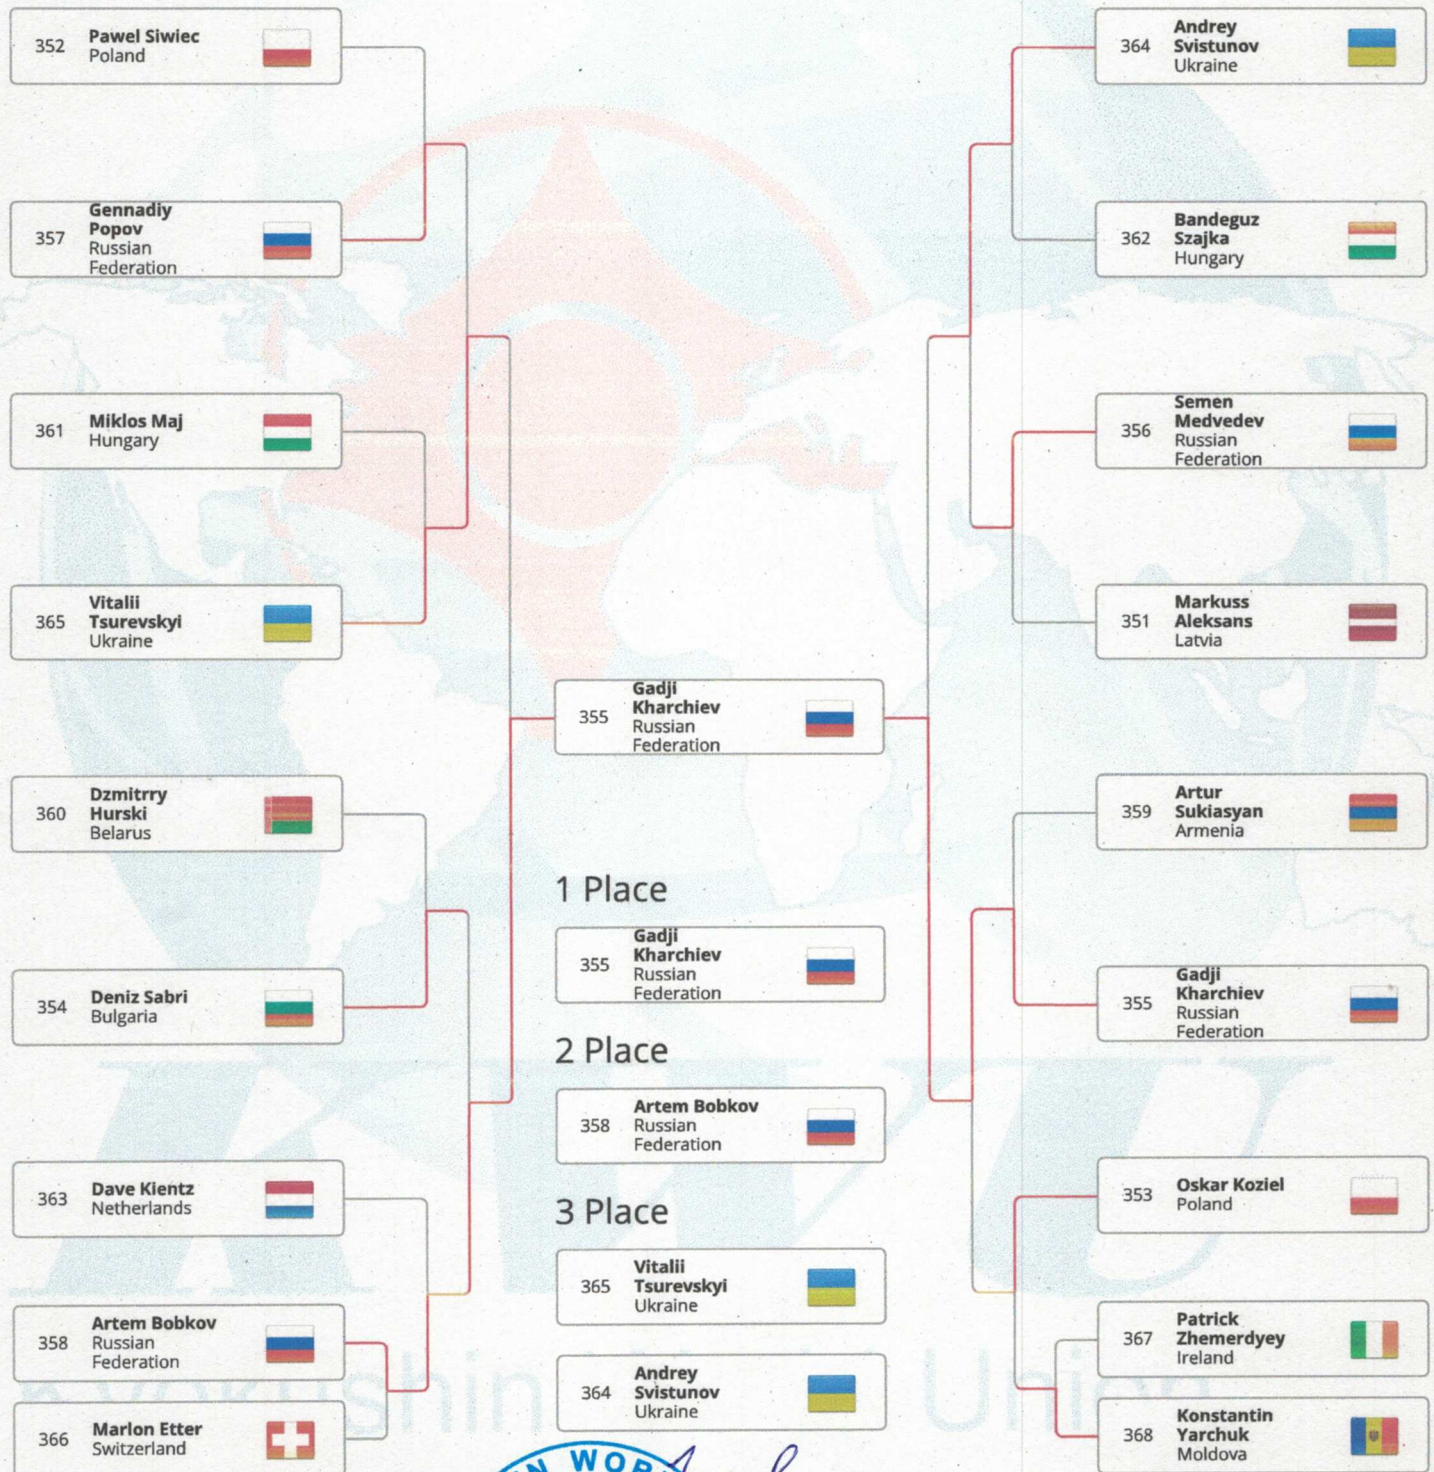 352
Pawel Siwiec
Poland
357
Gennadiy
Popov
Russian
Federation
361
Miklos Maj
Hungary
365
Vitalii
Tsurevskyi
Ukraine
360
Dzmitrry
Hurski
Belarus
354
Deniz Sabri
Bulgaria
363
Dave Kientz
Netherlands
358
Artem Bobkov
Russian
Federation
366
Marlon Etter
Switzerland
355
Gadji
Kharchiev
Russian
Federation
1 Place
355
Gadji
Kharchiev
Russian
Federation
2 Place
358
Artem Bobkov
Russian
Federation
3 Place
365
Vitalii
Tsurevskyi
Ukraine
364
Andrey
Svistunov
Ukraine
364
Andrey
Svistunov
Ukraine
362
Bandeguz
Szajka
Hungary
356
Semen
Medvedev
Russian
Federation
351
Markuss
Aleksans
Latvia
359
Artur
Sukiasyan
Armenia
355
Gadji
Kharchiev
Russian
Federation
353
Oskar Koziel
Poland
367
Patrick
Zhemerdyey
Ireland
368
Konstantin
Yarchuk
Moldova
KWU
Union